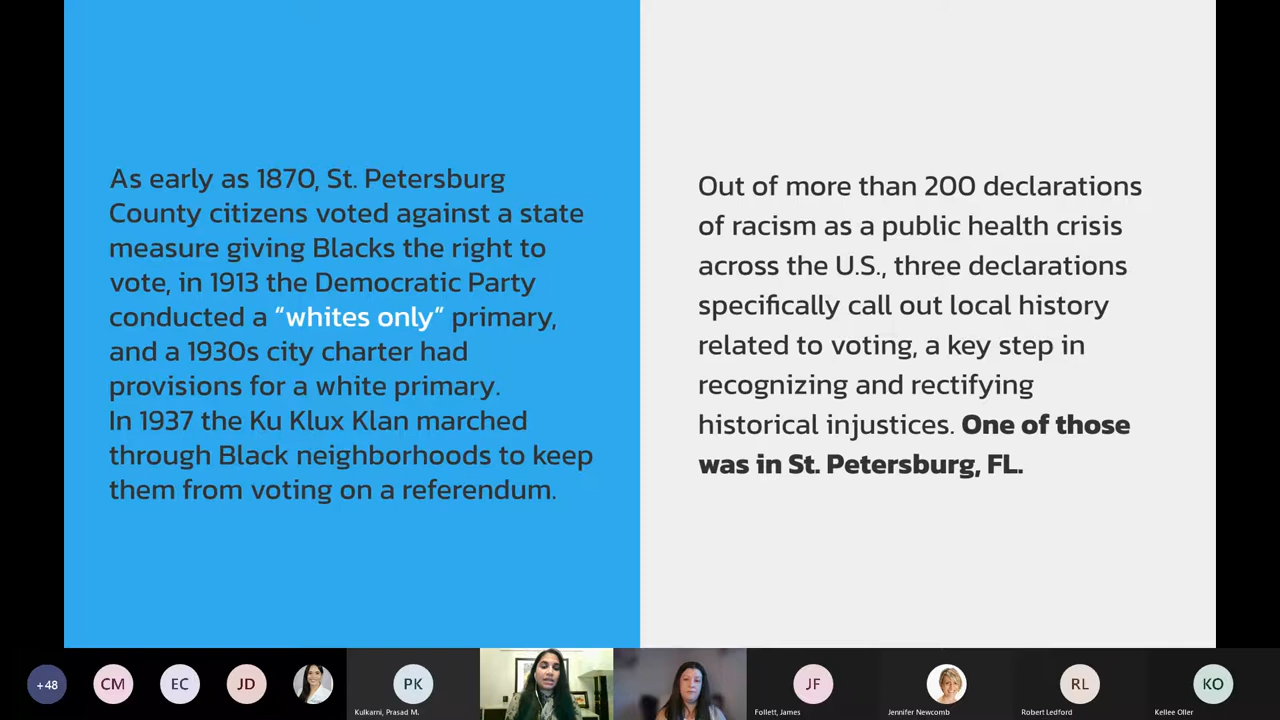 As early as 1870, St. Petersburg
County citizens voted against a state
measure giving Blacks the right to
vote, in 1913 the Democratic Party
conducted a “whites only” primary,
and a 1930s city charter had
provisions for a white primary.
In 1937 the Ku Klux Klan marched
through Black neighborhoods to keep
them from voting on a referendum.
Out of more than 200 declarations
of racism as a public health crisis
across the U.S., three declarations
specifically call out local history
related to voting, a key step in
recognizing and rectifying
historical injustices. One of those
was in St. Petersburg, FL.
+48
CM
EC
JD
PK
JF
RL
KO
Kulkarni, Prasad M.
Follett, James
Jennifer Newcomb
Robert Ledford
Kellee Oller